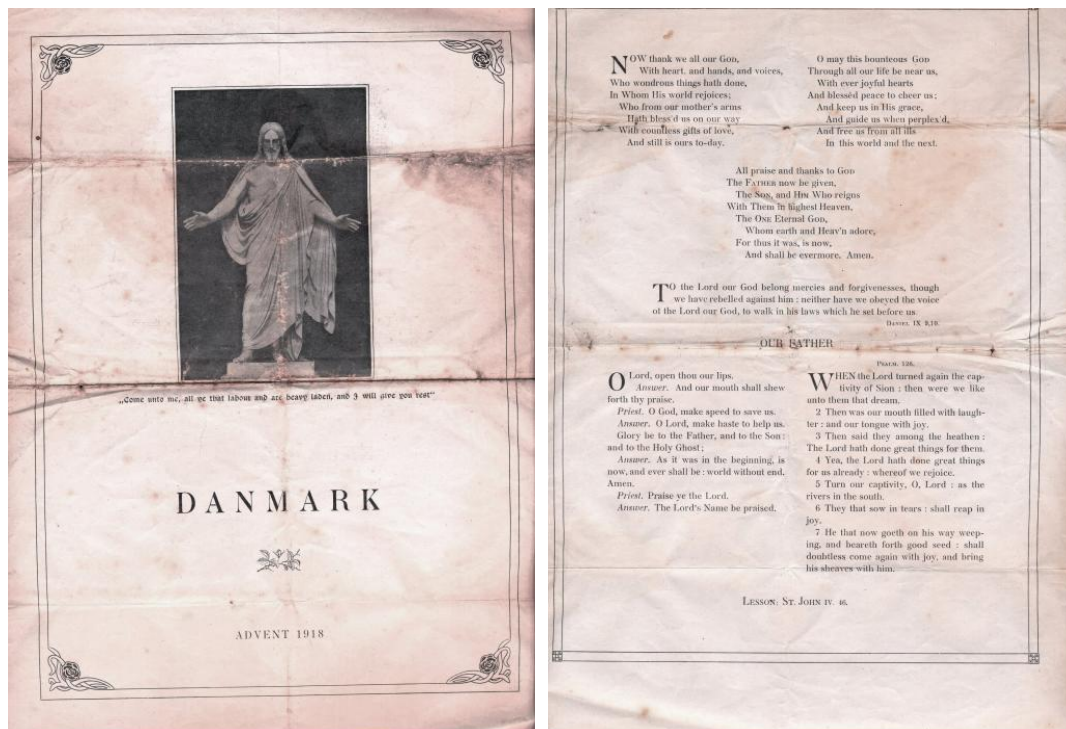 „Come unto me, all ye that labour and are heavy laden, and I will give you rest“
DANMARK
ADVENT 1918
NOW thank we all our GOD,
With heart, and hands, and voices,
Who wondrous things hath done,
In Whom His world rejoices;
Who from our mother's arms
Hath bless'd us on our way
With countless gifts of love,
And still is ours to-day.
O may this bounteous GOD
Through all our life be near us,
With ever joyful hearts
And blessèd peace to cheer us;
And keep us in His grace,
And guide us when perplex'd,
And free us from all ills
In this world and the next.
All praise and thanks to GOD
The FATHER now be given,
The SON, and HIM Who reigns
With Them in highest Heaven,
The ONE Eternal GOD,
Whom earth and Heav'n adore,
For thus it was, is now,
And shall be evermore. Amen.
TO the Lord our God belong mercies and forgivenesses, though
we have rebelled against him : neither have we obeyed the voice
of the Lord our God, to walk in his laws which he set before us.
DANIEL IX 9,10.
OUR FATHER
O Lord, open thou our lips.
Answer. And our mouth shall shew
forth thy praise.
Priest. O God, make speed to save us.
Answer. O Lord, make haste to help us.
Glory be to the Father, and to the Son:
and to the Holy Ghost;
Answer. As it was in the beginning, is
now, and ever shall be : world without end.
Amen.
Priest. Praise ye the Lord.
Answer. The Lord's Name be praised.
PSALM 126.
WHEN the Lord turned again the cap-
tivity of Sion : then were we like
unto them that dream.
2 Then was our mouth filled with laugh-
ter : and our tongue with joy.
3 Then said they among the heathen :
The Lord hath done great things for them.
4 Yea, the Lord hath done great things
for us already : whereof we rejoice.
5 Turn our captivity, O, Lord : as the
rivers in the south.
6 They that sow in tears : shall reap in
joy.
7 He that now goeth on his way weep-
ing, and beareth forth good seed : shall
doubtless come again with joy, and bring
his sheaves with him.
LESSON: ST. JOHN IV. 46.